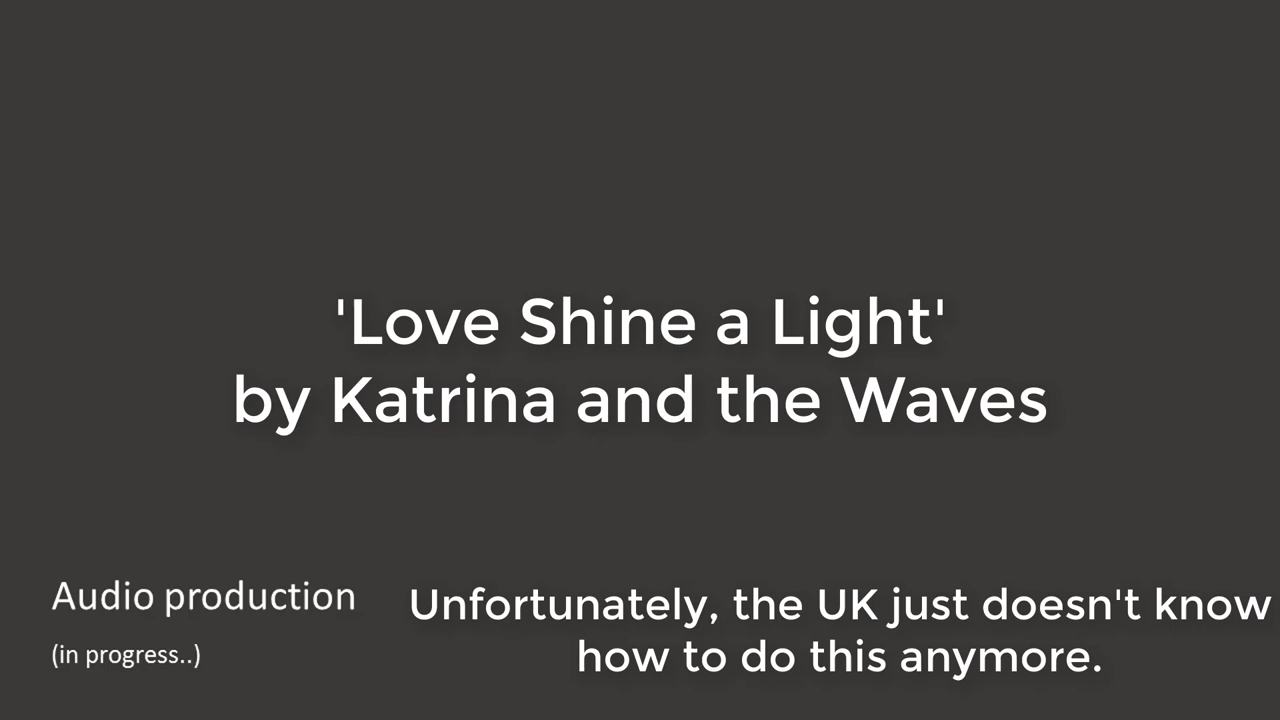 'Love Shine a Light'
by Katrina and the Waves
Audio production
(in progress..)
Unfortunately, the UK just doesn't know
how to do this anymore.